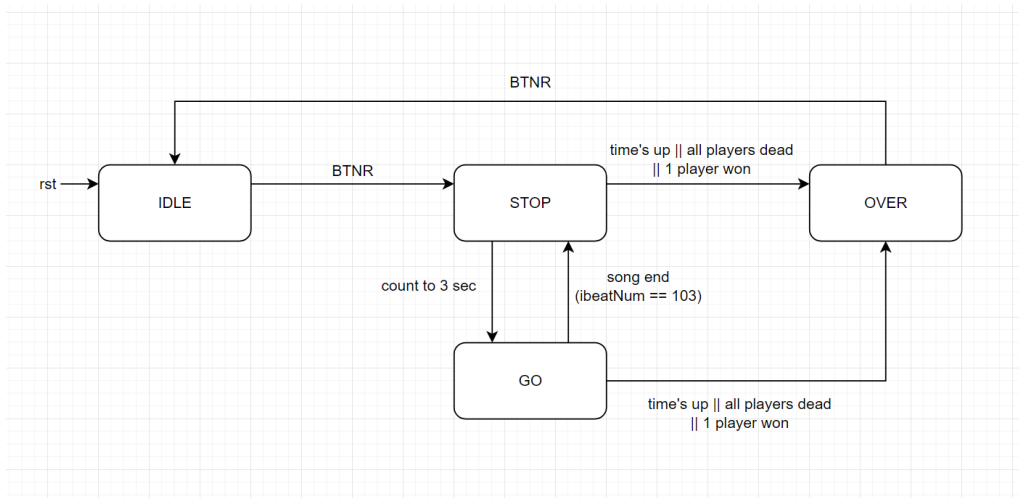 BTNR
time's up || all players dead
|| 1 player won
BTNR
rst
IDLE
STOP
OVER
count to 3 sec
song end
(ibeatNum == 103)
GO
time's up || all players dead
|| 1 player won